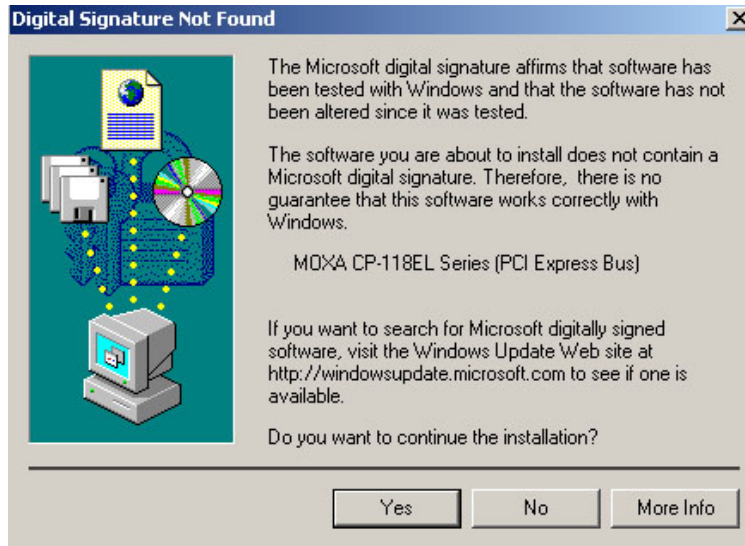 Digital Signature Not Found
The Microsoft digital signature affirms that software has
been tested with Windows and that the software has not
been altered since it was tested.
The software you are about to install does not contain a
Microsoft digital signature. Therefore,  there is no
guarantee that this software works correctly with
Windows.
MOXA CP-118EL Series (PCI Express Bus)
If you want to search for Microsoft digitally signed
software, visit the Windows Update Web site at
http://windowsupdate.microsoft.com to see if one is
available.
Do you want to continue the installation?
Yes No More Info